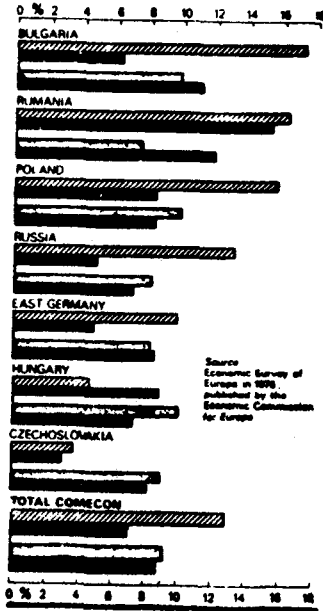 0 % 2 4 6 8 10 12 14 16 18
BULGARIA
RUMANIA
POLAND
RUSSIA
EAST GERMANY
HUNGARY
Source
Economic Survey of
Europe in 1976,
published by the
Economic Commission
for Europe
CZECHOSLOVAKIA
TOTAL COMECON
0 % 2 4 6 8 10 12 14 16 18